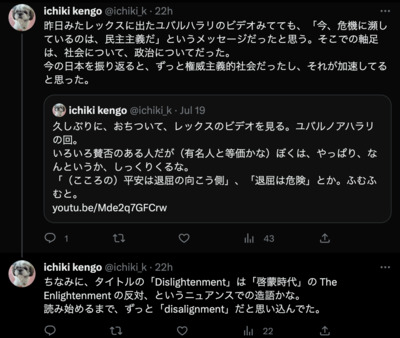 ichiki kengo @ichiki_k · 22h
昨日みたレックスに出たユバルハラリのビデオみてても、「今、危機に瀕し
ているのは、民主主義だ」というメッセージだったと思う。そこでの軸足
は、社会について、政治についてだった。
今の日本を振り返ると、ずっと権威主義的社会だったし、それが加速してる
と思った。
ichiki kengo @ichiki_k · Jul 19
久しぶりに、おちついて、レックスのビデオを見る。ユバルノアハラリ
の回。
いろいろ賛否のある人だが（有名人と等価かな）ぼくは、やっぱり、な
んというか、しっくりくるな。
「（こころの）平安は退屈の向こう側」、「退屈は危険」とか。ふむふ
むと。
youtu.be/Mde2q7GFCrw
1 43
ichiki kengo @ichiki_k · 22h
ちなみに、タイトルの「Dislightenment」は「啓蒙時代」の The
Enlightenment の反対、というニュアンスでの造語かな。
読み始めるまで、ずっと「disalignment」だと思い込んでた。
22